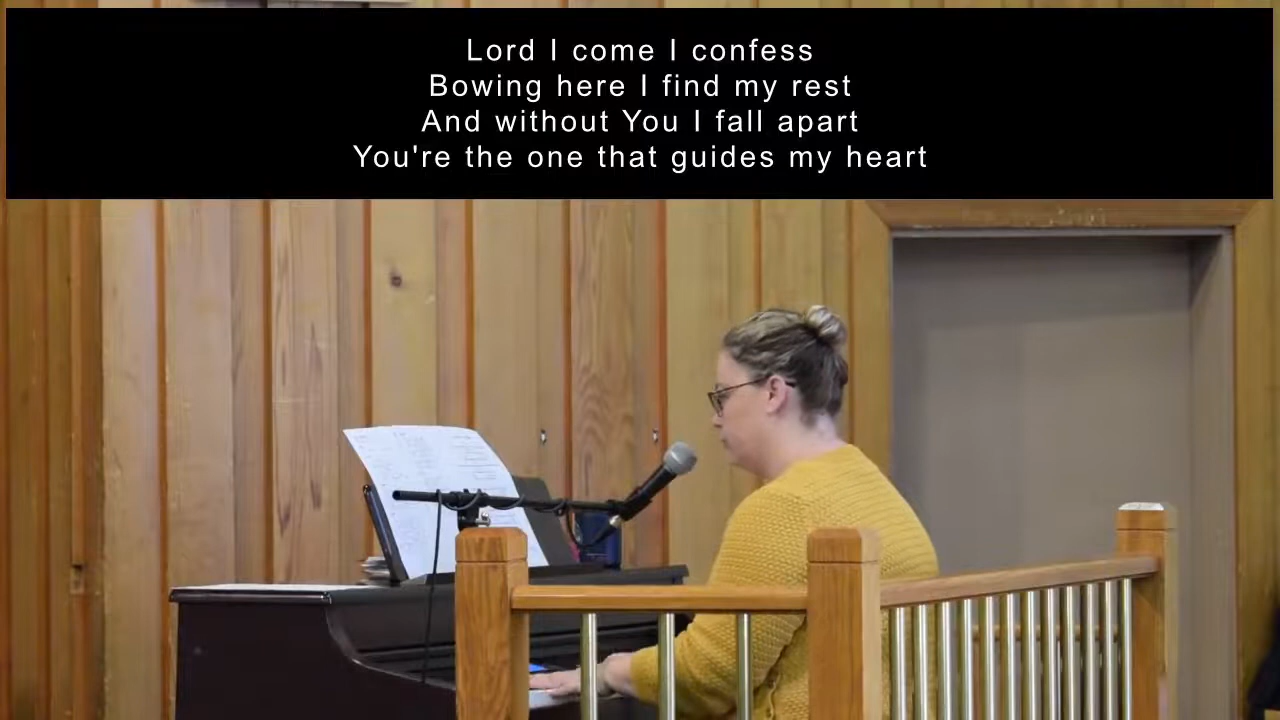 Lord I come I confess
Bowing here I find my rest
And without You I fall apart
You're the one that guides my heart